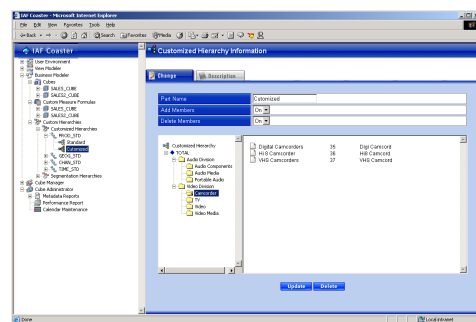 IAF Coaster - Microsoft Internet Explorer
File Edit View Favorites Tools Help
Back Search Favorites Media
IAF Coaster
User Environment
View Modeler
Business Modeler
Cubes
SALES_CUBE
SALES2_CUBE
Custom Measure Formulas
SALES_CUBE
SALES2_CUBE
Custom Hierarchies
Customized Hierarchies
PROD_STD
Standard
Cutomized
GEOG_STD
CHAN_STD
TIME_STD
Segmentation Hierarchies
Cube Manager
Cube Administrator
Metadata Reports
Performance Report
Calendar Maintenance
Customized Hierarchy Information
Change Description
Part Name Cutomized
Add Members On
Delete Members On
Customized Hierarchy
TOTAL
Audio Division
Audio Components
Audio Media
Portable Audio
Video Division
Camcorder
TV
Video
Video Media
Digital Camcorders 35 Digi Camcord
Hi 8 Camcorder 36 Hi8 Camcord
VHS Camcorders 37 VHS Camcord
Update Delete
Done Local intranet